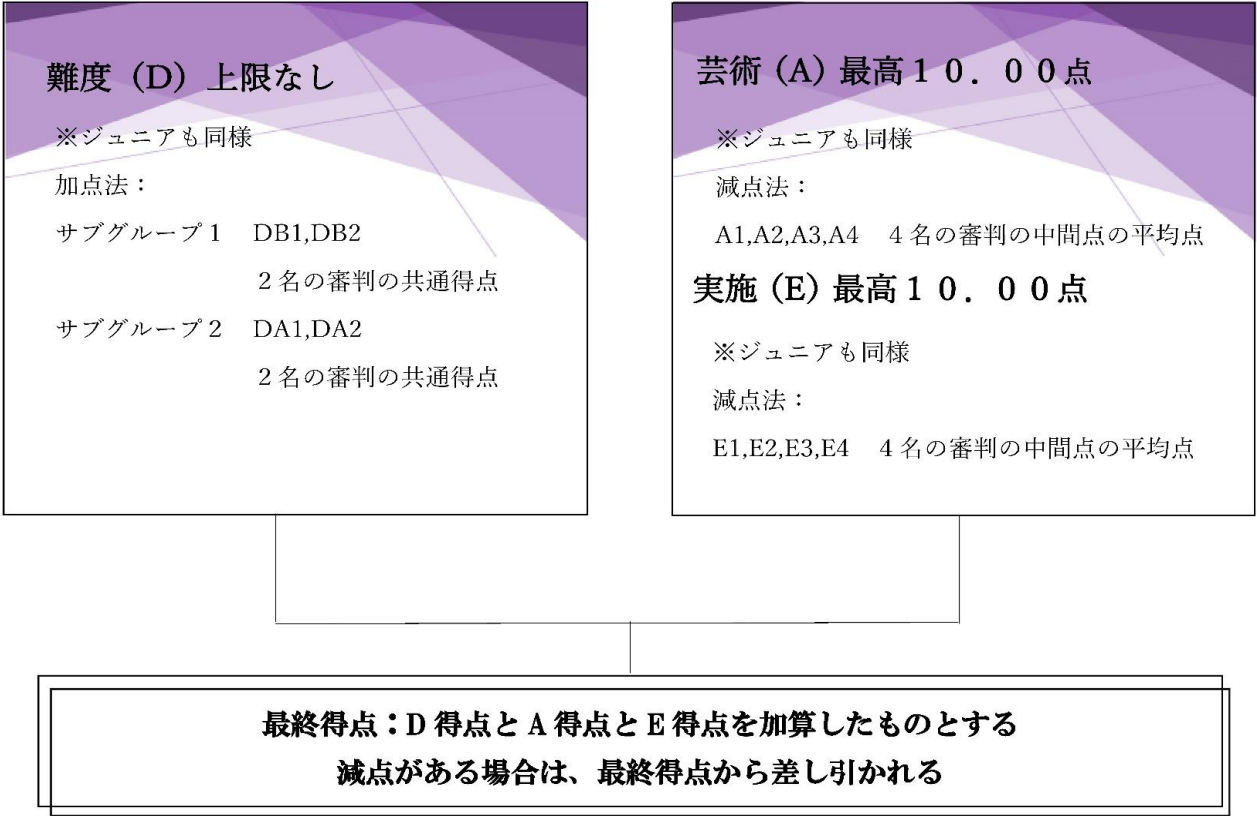 難度（D）上限なし
※ジュニアも同様
加点法：
サブグループ１　DB1,DB2
２名の審判の共通得点
サブグループ２　DA1,DA2
２名の審判の共通得点
芸術（A）最高１０．００点
※ジュニアも同様
減点法：
A1,A2,A3,A4　４名の審判の中間点の平均点
実施（E）最高１０．００点
※ジュニアも同様
減点法：
E1,E2,E3,E4　４名の審判の中間点の平均点
最終得点：D 得点と A 得点と E 得点を加算したものとする
減点がある場合は、最終得点から差し引かれる